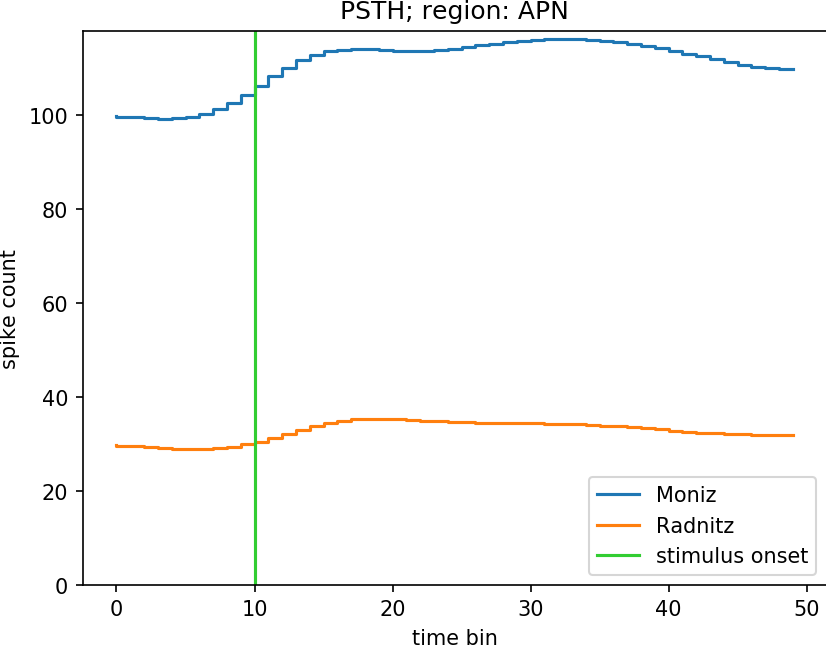 PSTH; region: APN
spike count
100
80
60
40
20
0
0 10 20 30 40 50
time bin
Moniz
Radnitz
stimulus onset